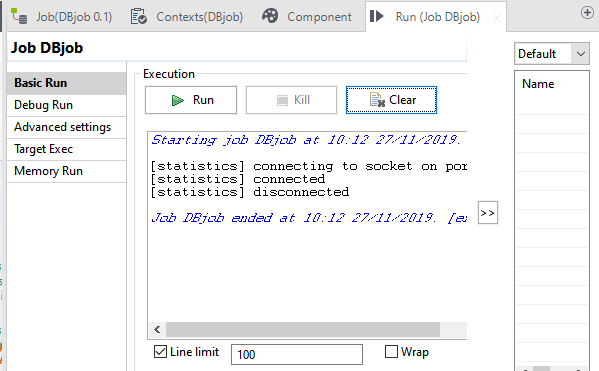 Job(DBjob 0.1) Contexts(DBjob) Component Run (Job DBjob)
Job DBjob
Default
Basic Run
Debug Run
Advanced settings
Target Exec
Memory Run
Execution
Run Kill Clear
Name
Starting job DBjob at 10:12 27/11/2019.
[statistics] connecting to socket on por
[statistics] connected
[statistics] disconnected
Job DBjob ended at 10:12 27/11/2019. [ex
>>
Line limit 100 Wrap